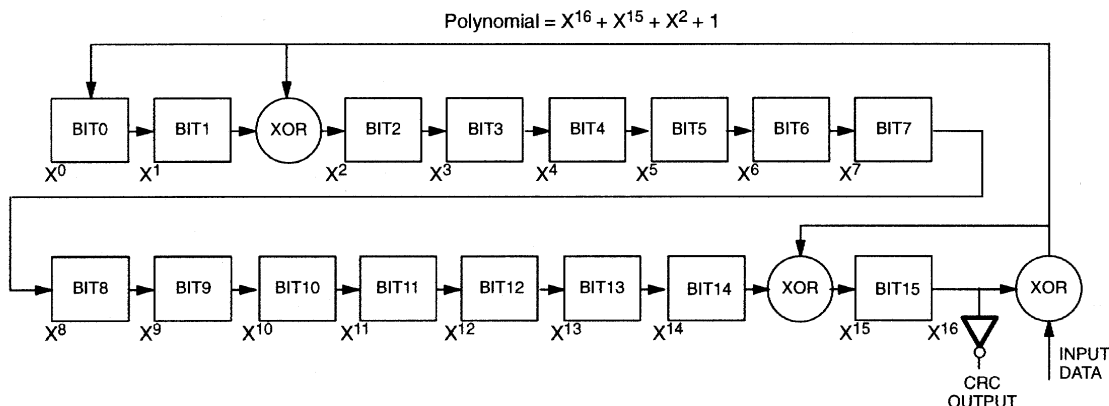 Polynomial = X¹⁶ + X¹⁵ + X² + 1
BIT0 BIT1 XOR BIT2 BIT3 BIT4 BIT5 BIT6 BIT7
X⁰ X¹ X² X³ X⁴ X⁵ X⁶ X⁷
BIT8 BIT9 BIT10 BIT11 BIT12 BIT13 BIT14 XOR BIT15 XOR
X⁸ X⁹ X¹⁰ X¹¹ X¹² X¹³ X¹⁴ X¹⁵ X¹⁶
INPUT
DATA
CRC
OUTPUT